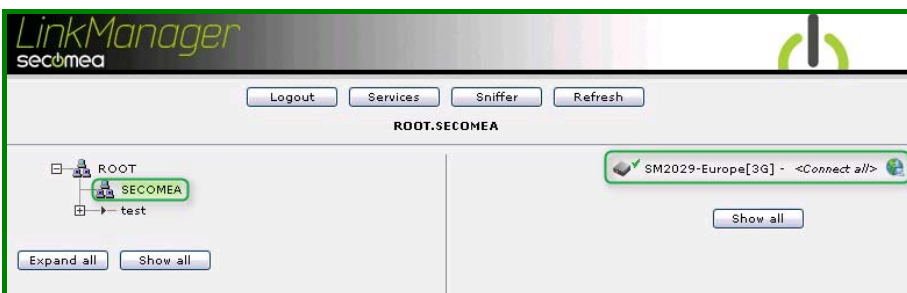 LinkManager
secomea
Logout Services Sniffer Refresh
ROOT.SECOMEA
ROOT
SECOMEA
test
Expand all Show all
SM2029-Europe[3G] - <Connect all>
Show all